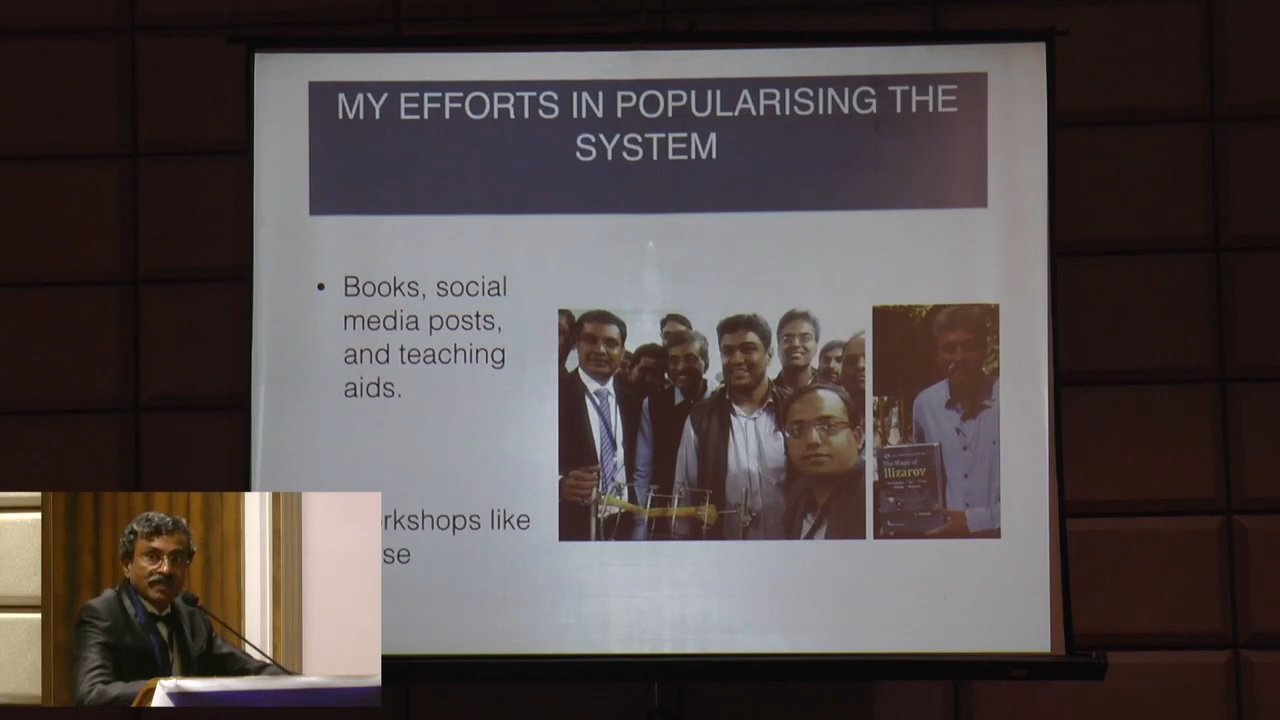 MY EFFORTS IN POPULARISING THE
SYSTEM
• Books, social
media posts,
and teaching
aids.
rkshops like
se
The Magic of
ilizarov